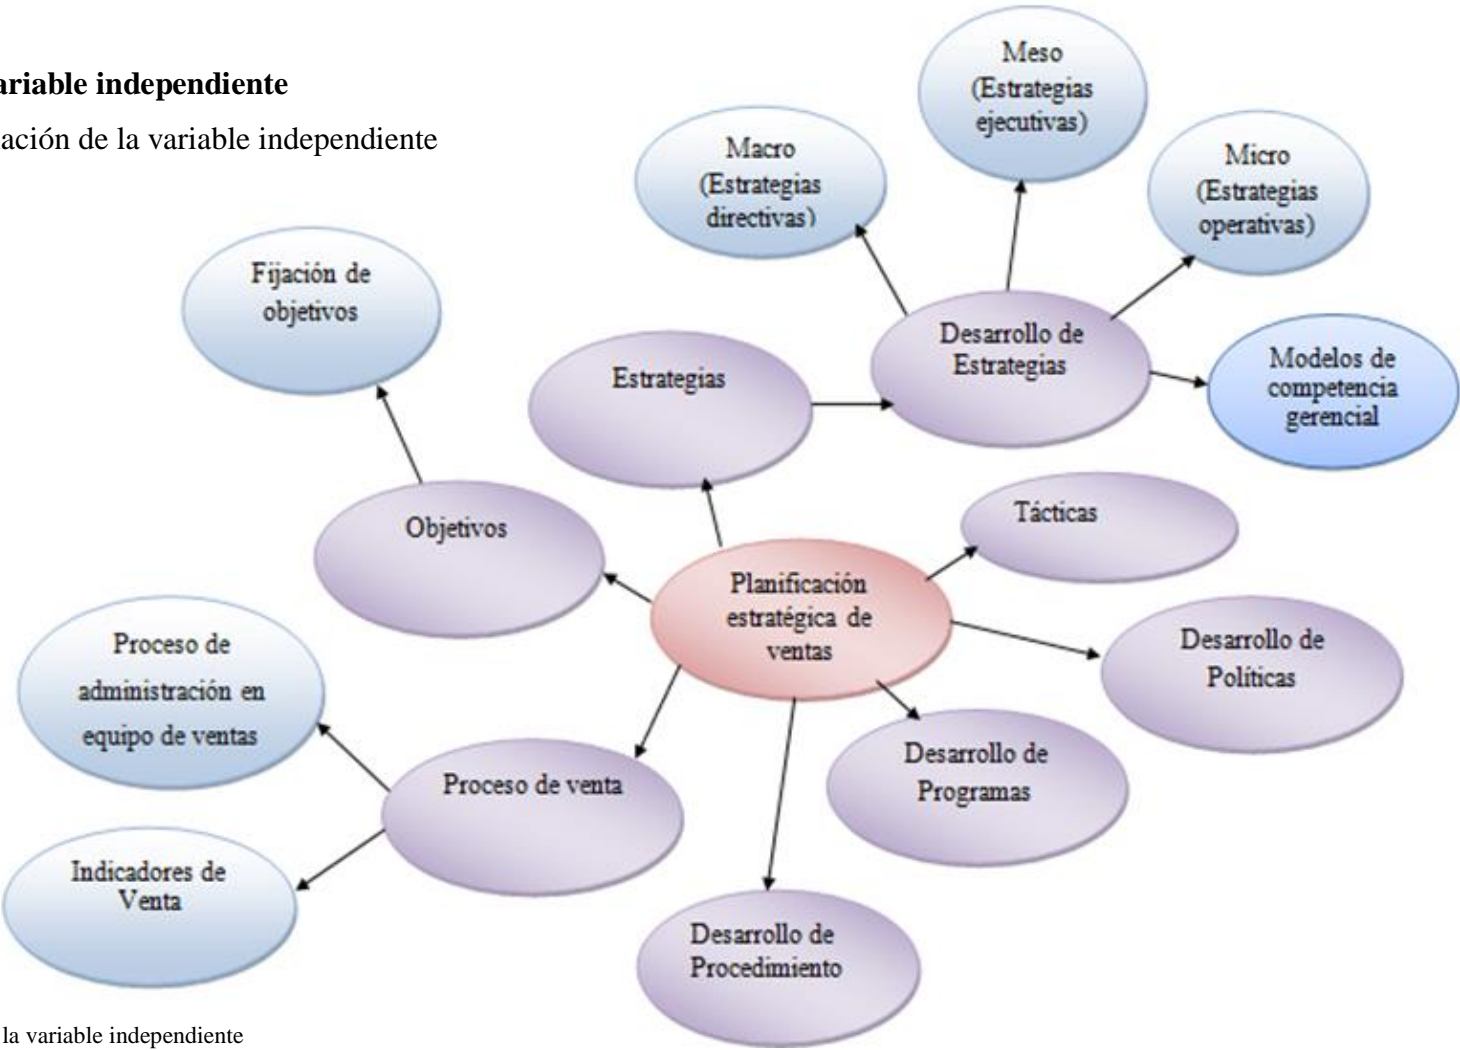 ariable independiente
ación de la variable independiente
Meso
(Estrategias
ejecutivas)
Macro
(Estrategias
directivas)
Micro
(Estrategias
operativas)
Fijación de
objetivos
Estrategias
Desarrollo de
Estrategias
Modelos de
competencia
gerencial
Objetivos
Tácticas
Planificación
estratégica de
ventas
Proceso de
administración en
equipo de ventas
Desarrollo de
Políticas
Proceso de venta
Desarrollo de
Programas
Indicadores de
Venta
Desarrollo de
Procedimiento
la variable independiente